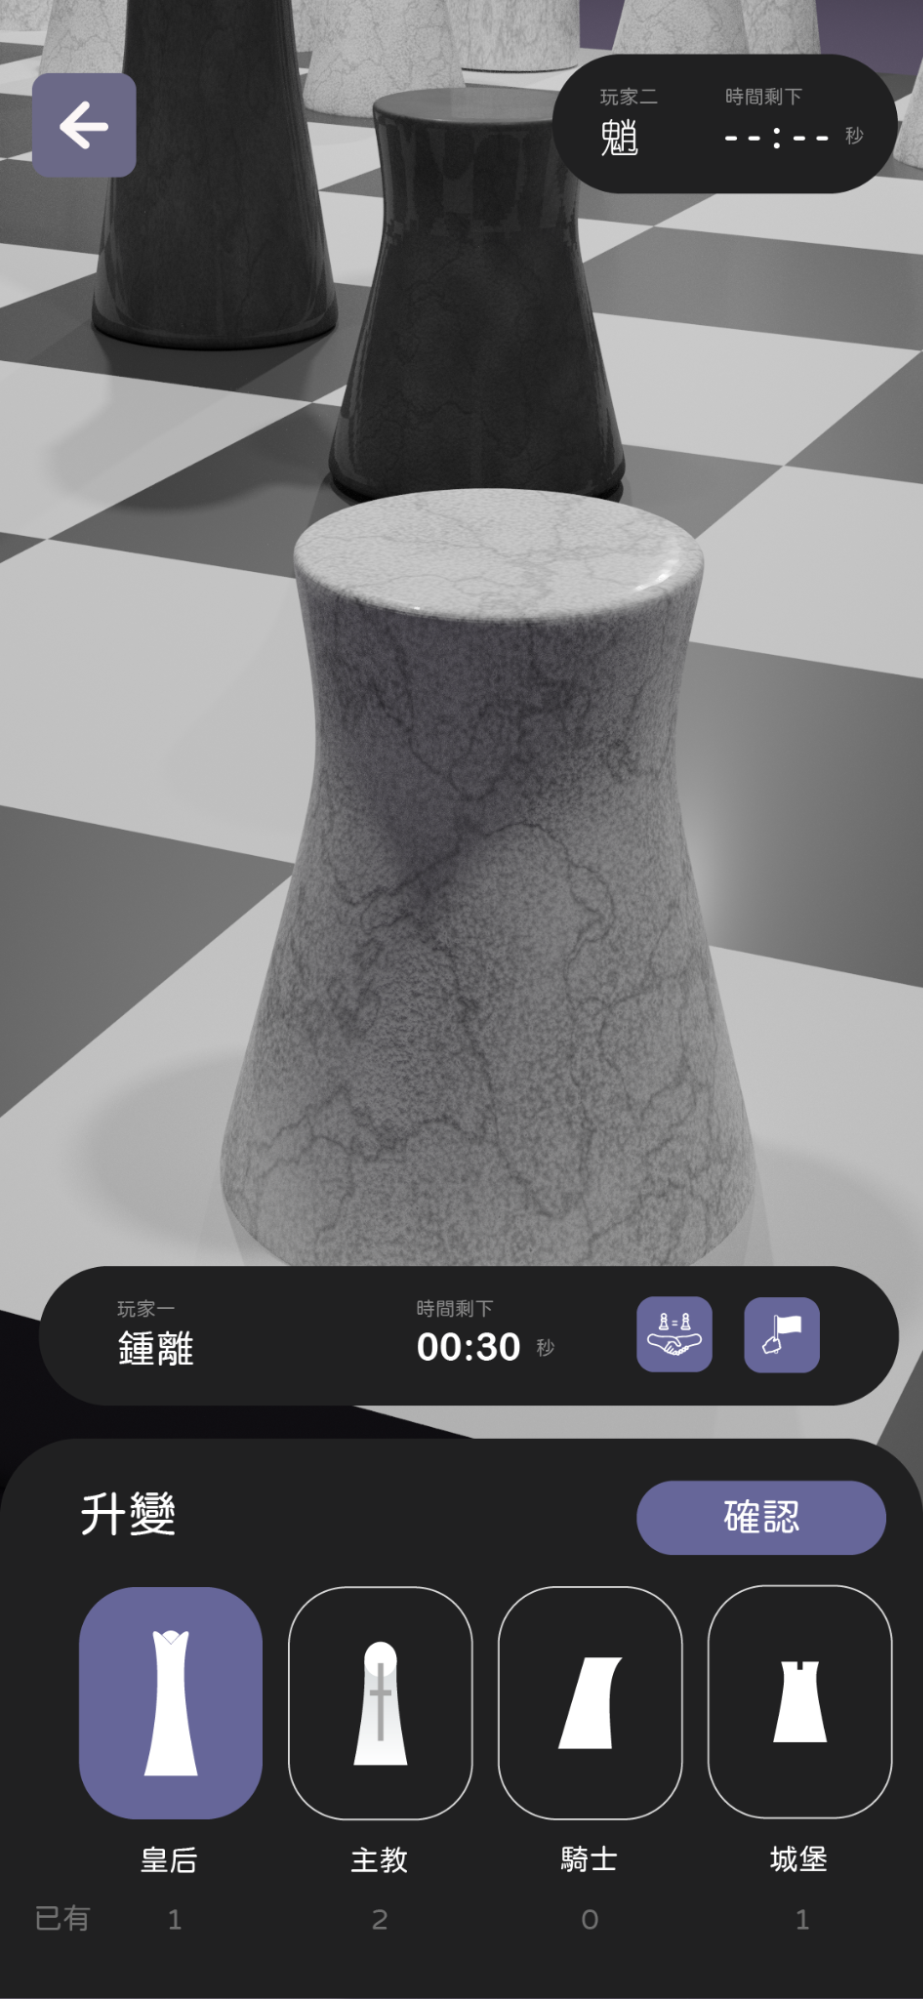 玩家二
時間剩下
魈
--:-- 秒
玩家一
時間剩下
鍾離
00:30 秒
升變
確認
皇后
主教
騎士
城堡
已有 1 2 0 1